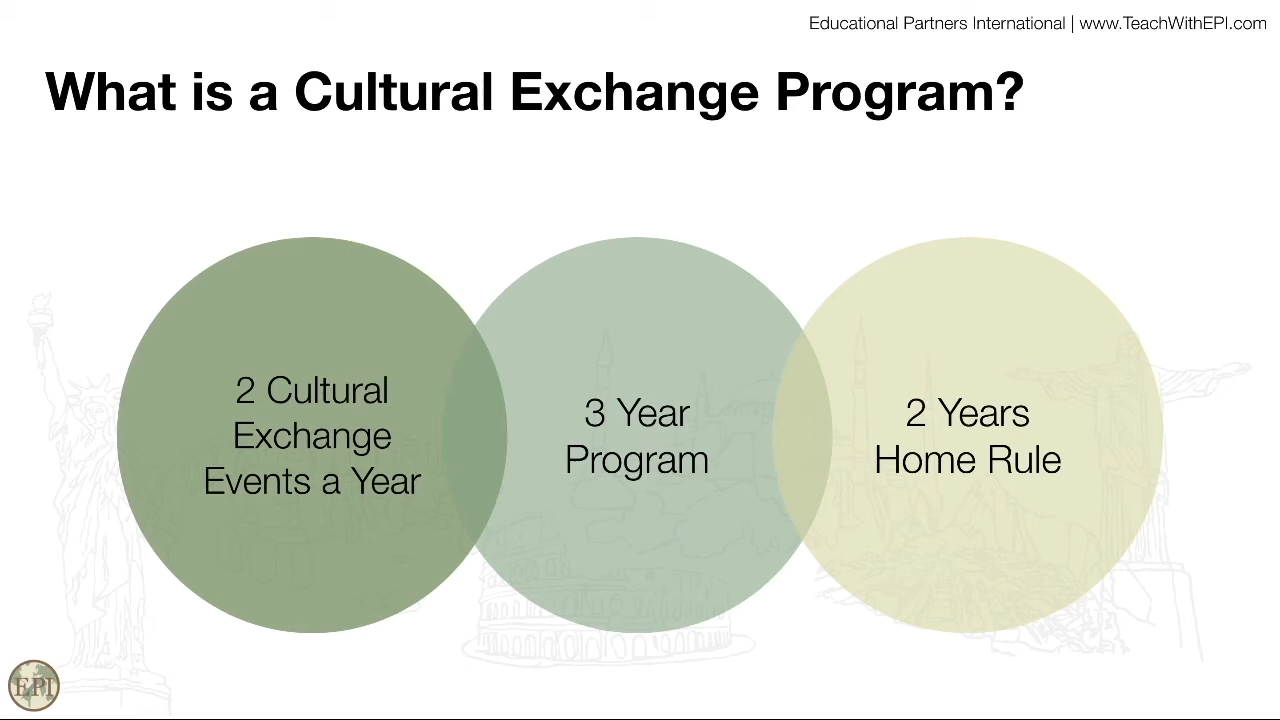 Educational Partners International | www.TeachWithEPI.com
What is a Cultural Exchange Program?
2 Cultural
Exchange
Events a Year
3 Year
Program
2 Years
Home Rule
EPI